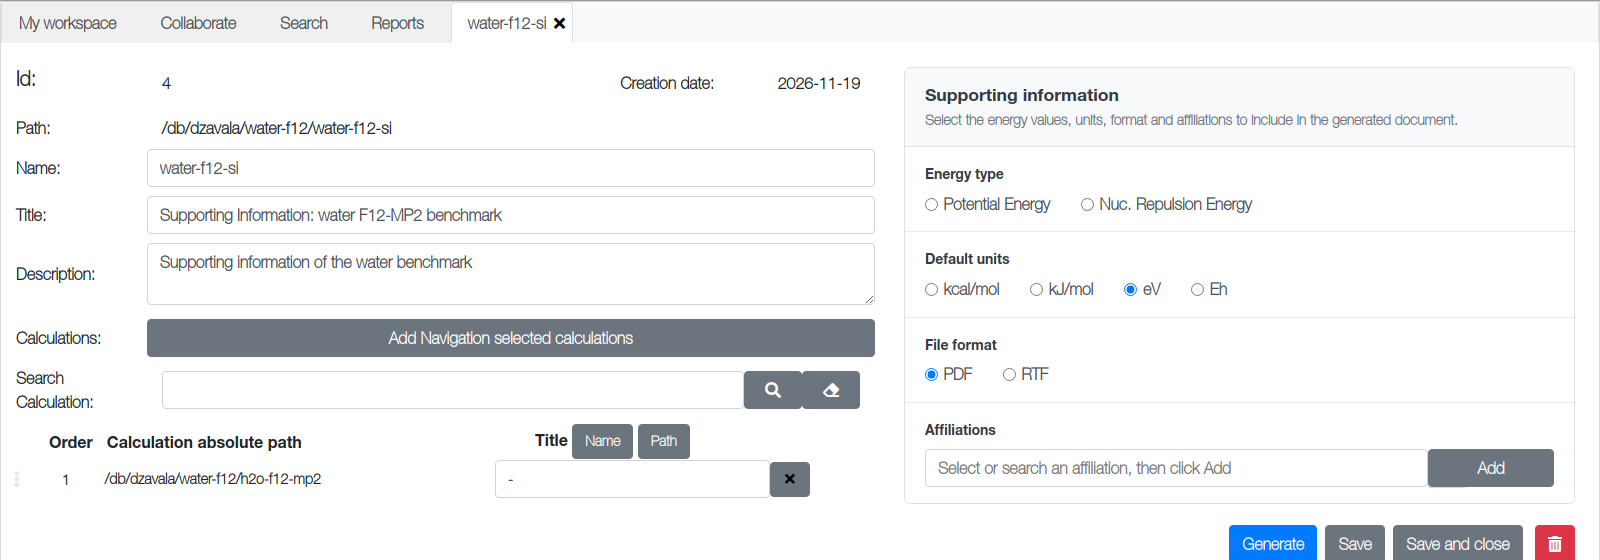 My workspace Collaborate Search Reports water-f12-si
Id: 4 Creation date: 2026-11-19
Path: /db/dzavala/water-f12/water-f12-si
Name: water-f12-si
Title: Supporting Information: water F12-MP2 benchmark
Description: Supporting information of the water benchmark
Calculations: Add Navigation selected calculations
Search
Calculation:
Order Calculation absolute path Title Name Path
1 /db/dzavala/water-f12/h2o-f12-mp2 -
Supporting information
Select the energy values, units, format and affiliations to include in the generated document.
Energy type
Potential Energy Nuc. Repulsion Energy
Default units
kcal/mol kJ/mol eV Eh
File format
PDF RTF
Affiliations
Select or search an affiliation, then click Add Add
Generate Save Save and close